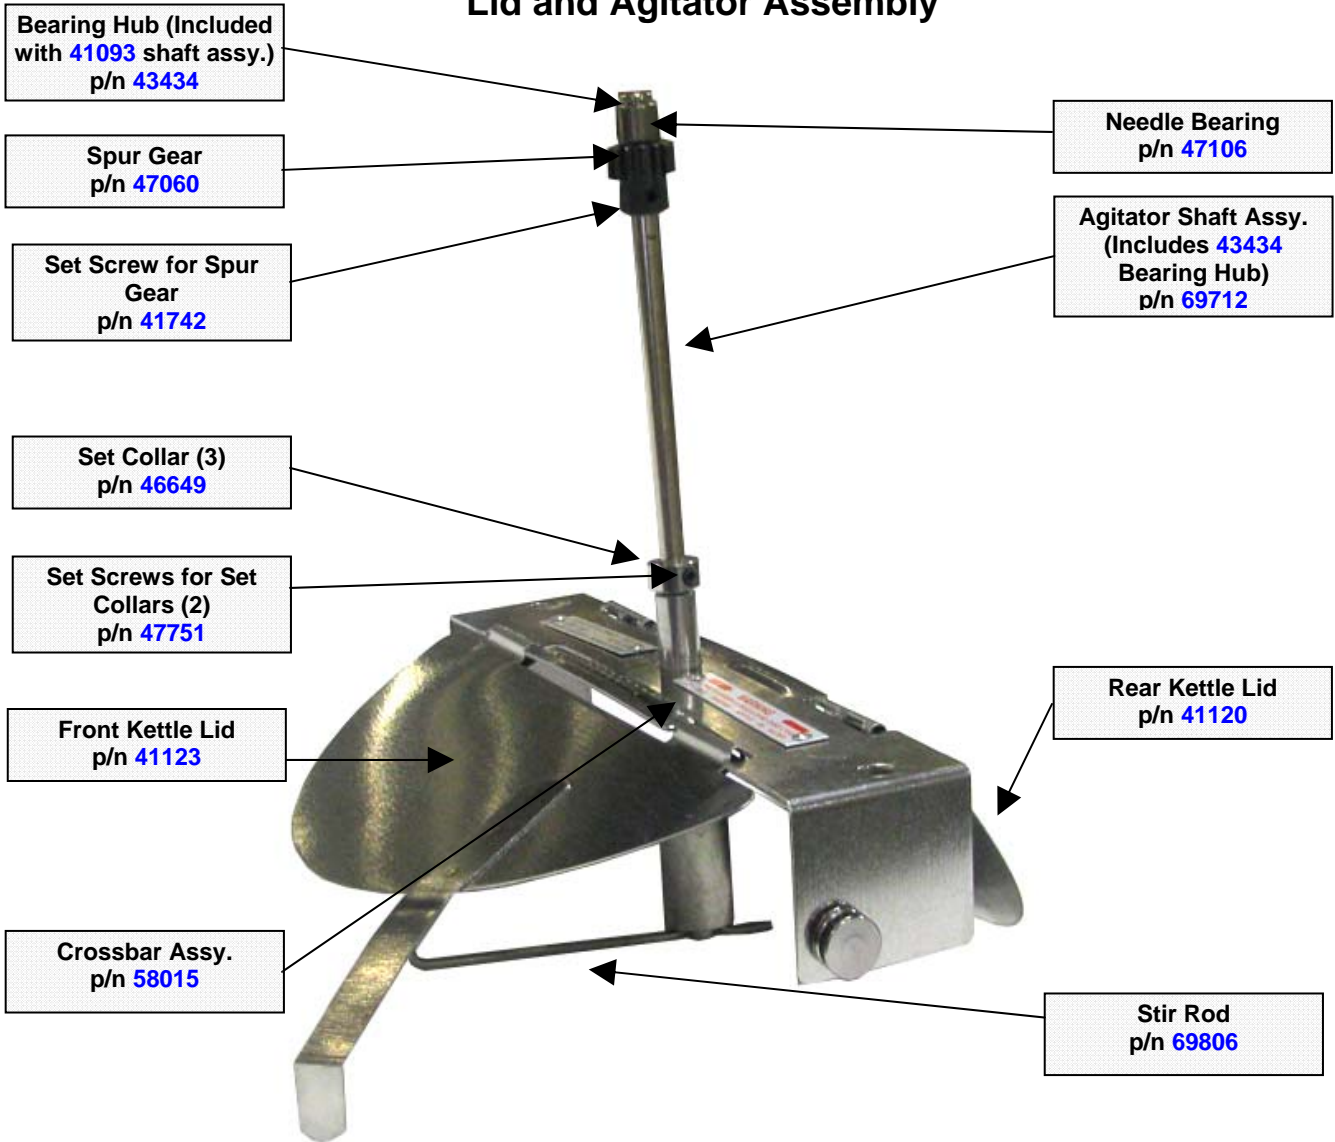 Lid and Agitator Assembly
Bearing Hub (Included
with 41093 shaft assy.)
p/n 43434
Spur Gear
p/n 47060
Set Screw for Spur
Gear
p/n 41742
Set Collar (3)
p/n 46649
Set Screws for Set
Collars (2)
p/n 47751
Front Kettle Lid
p/n 41123
Crossbar Assy.
p/n 58015
Needle Bearing
p/n 47106
Agitator Shaft Assy.
(Includes 43434
Bearing Hub)
p/n 69712
Rear Kettle Lid
p/n 41120
Stir Rod
p/n 69806